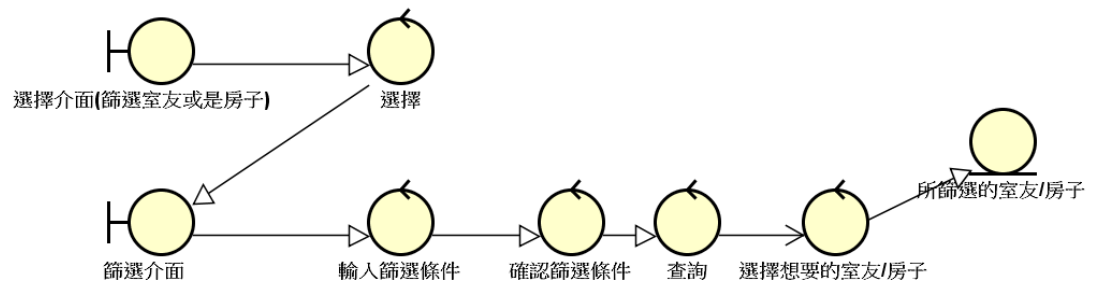 選擇介面(篩選室友或是房子)
選擇
所篩選的室友/房子
篩選介面
輸入篩選條件
確認篩選條件
查詢
選擇想要的室友/房子